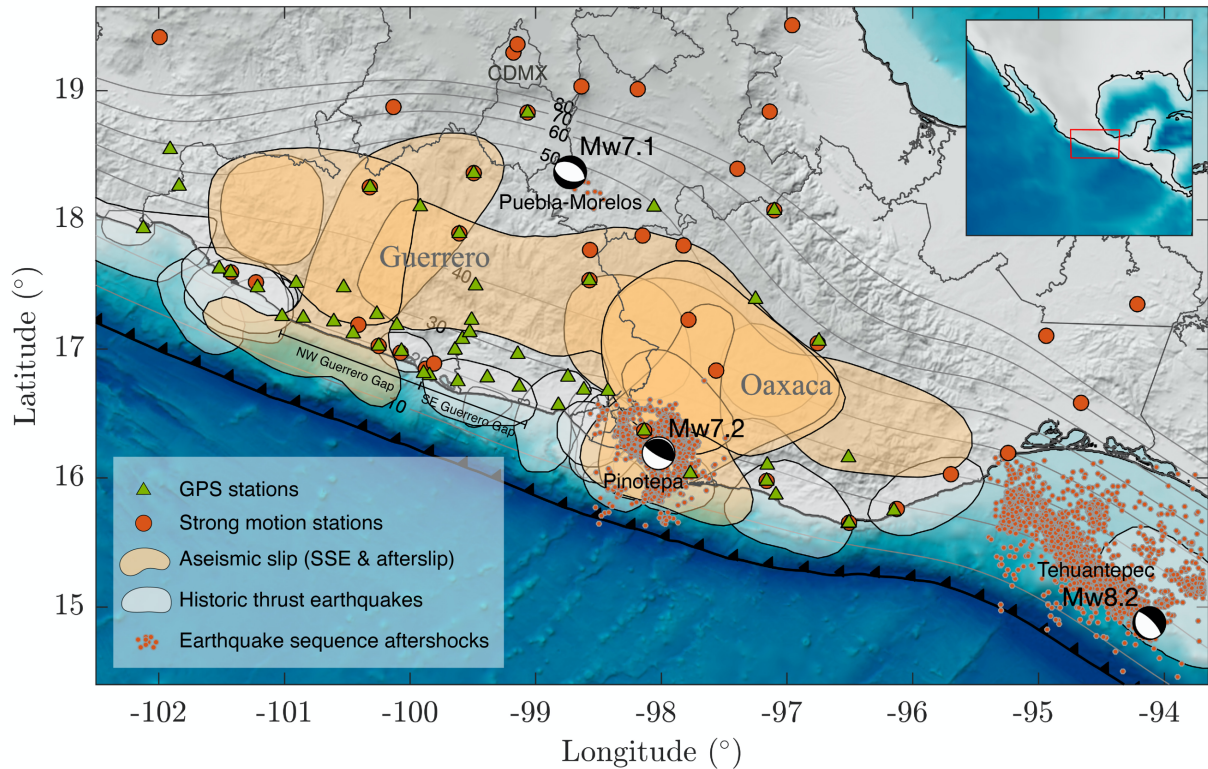 CDMX
80
70
60
50
Mw7.1
Puebla-Morelos
Guerrero
40
30
20
NW Guerrero Gap
10
SE Guerrero Gap
Oaxaca
Mw7.2
Pinotepa
Tehuantepec
Mw8.2
GPS stations
Strong motion stations
Aseismic slip (SSE & afterslip)
Historic thrust earthquakes
Earthquake sequence aftershocks
Latitude (°)
19
18
17
16
15
-102
-101
-100
-99
-98
-97
-96
-95
-94
Longitude (°)